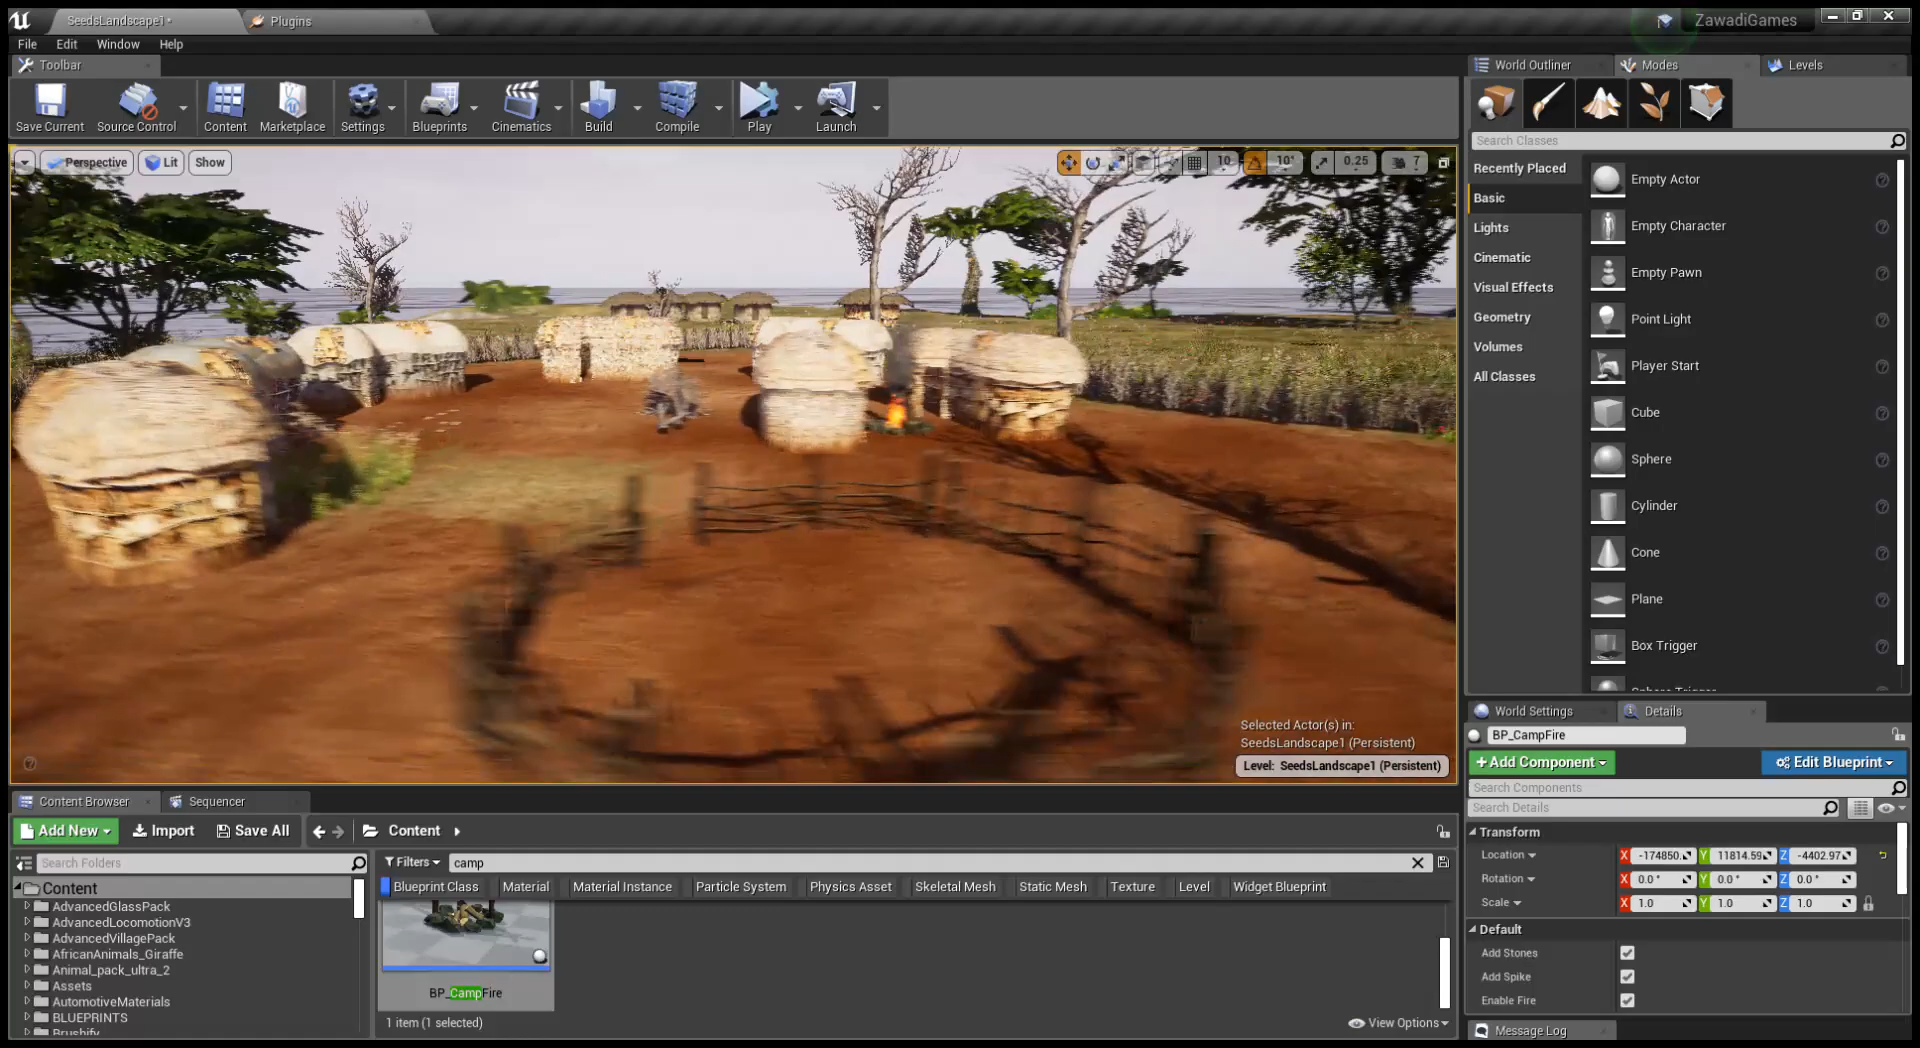 SeedsLandscape1•
Plugins
ZawadiGames
File Edit Window Help
Toolbar
World Outliner
Modes
Levels
Save Current
Source Control
Content
Marketplace
Settings
Blueprints
Cinematics
Build
Compile
Play
Launch
Search Classes
Perspective
Lit
Show
10
10°
0.25
7
Recently Placed
Basic
Lights
Cinematic
Visual Effects
Geometry
Volumes
All Classes
Empty Actor
Empty Character
Empty Pawn
Point Light
Player Start
Cube
Sphere
Cylinder
Cone
Plane
Box Trigger
Sphere Trigger
Selected Actor(s) in:
SeedsLandscape1 (Persistent)
Level: SeedsLandscape1 (Persistent)
World Settings
Details
BP_CampFire
+Add Component
Edit Blueprint
Search Components
Search Details
Transform
Location X -174850. Y 11814.59 Z -4402.97
Rotation X 0.0° Y 0.0° Z 0.0°
Scale X 1.0 Y 1.0 Z 1.0
Default
Add Stones
Add Spike
Enable Fire
Message Log
Content Browser
Sequencer
Add New
Import
Save All
Content
Search Folders
Filters
camp
Content
AdvancedGlassPack
AdvancedLocomotionV3
AdvancedVillagePack
AfricanAnimals_Giraffe
Animal_pack_ultra_2
Assets
AutomotiveMaterials
BLUEPRINTS
Brushify
Blueprint Class
Material
Material Instance
Particle System
Physics Asset
Skeletal Mesh
Static Mesh
Texture
Level
Widget Blueprint
BP_CampFire
1 item (1 selected)
View Options